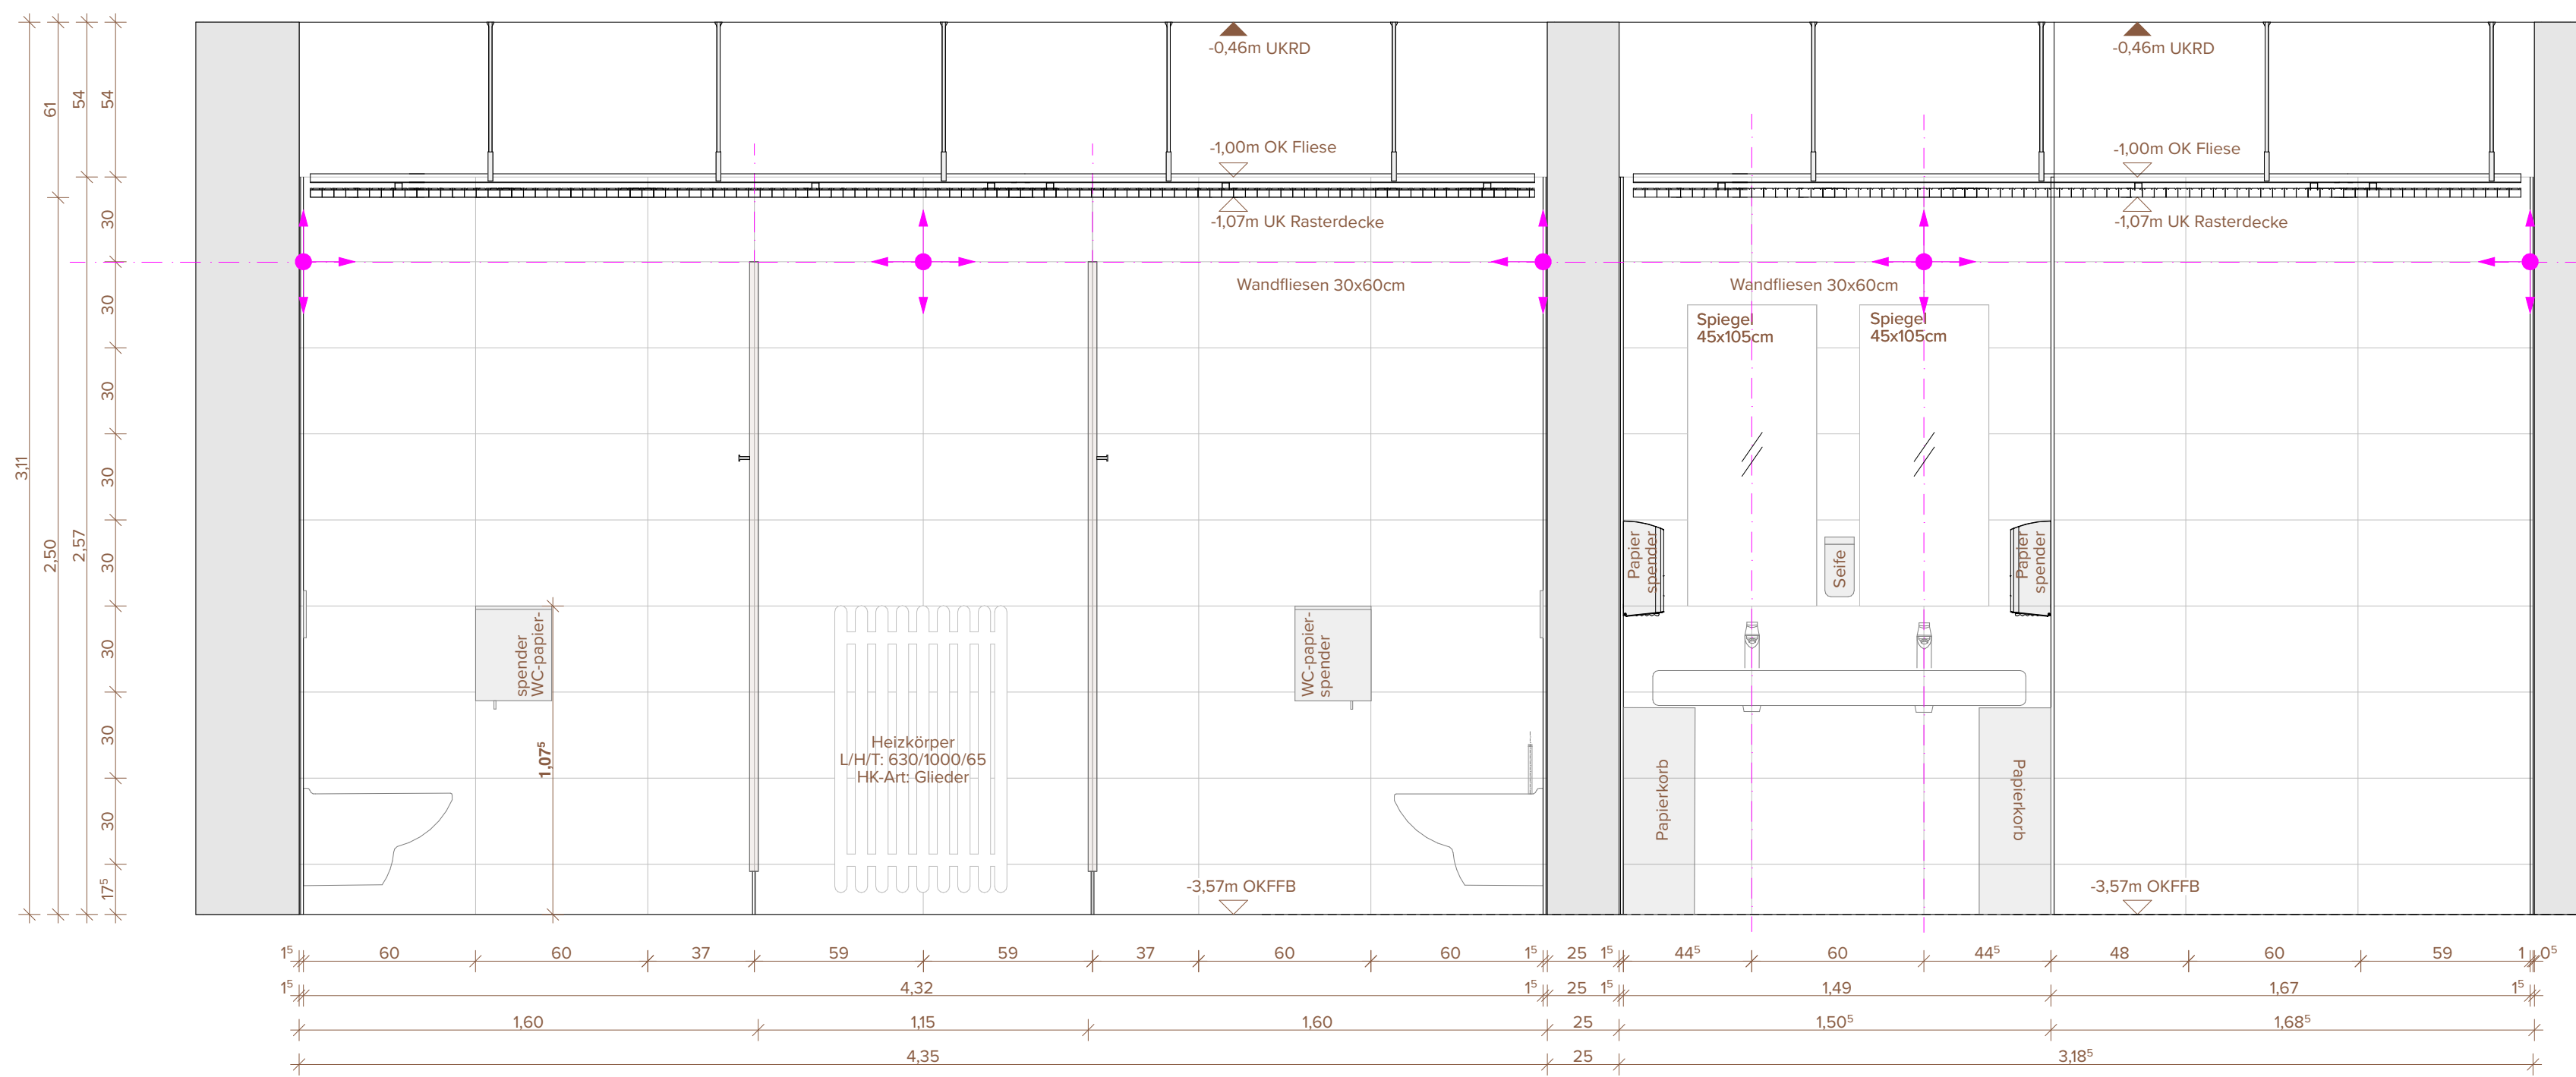 -0,46m UKRD
-0,46m UKRD
-1,00m OK Fliese
-1,00m OK Fliese
-1,07m UK Rasterdecke
-1,07m UK Rasterdecke
Wandfliesen 30x60cm
Wandfliesen 30x60cm
Spiegel
45x105cm
Spiegel
45x105cm
3,11
61
2,50
54
2,57
54
30
30
30
30
30
30
30
30
17⁵
WC-papier-
spender
1,07⁵
Heizkörper
L/H/T: 630/1000/65
HK-Art: Glieder
WC-papier-
spender
Papier
spender
Seife
Papier
spender
Papierkorb
Papierkorb
-3,57m OKFFB
-3,57m OKFFB
1⁵ 60 60 37 59 59 37 60 60 1⁵ 25 1⁵ 44⁵ 60 44⁵ 48 60 59 1 0⁵
1⁵ 4,32 1⁵ 25 1⁵ 1,49 1,67 1⁵
1,60 1,15 1,60 25 1,50⁵ 1,68⁵
4,35 25 3,18⁵